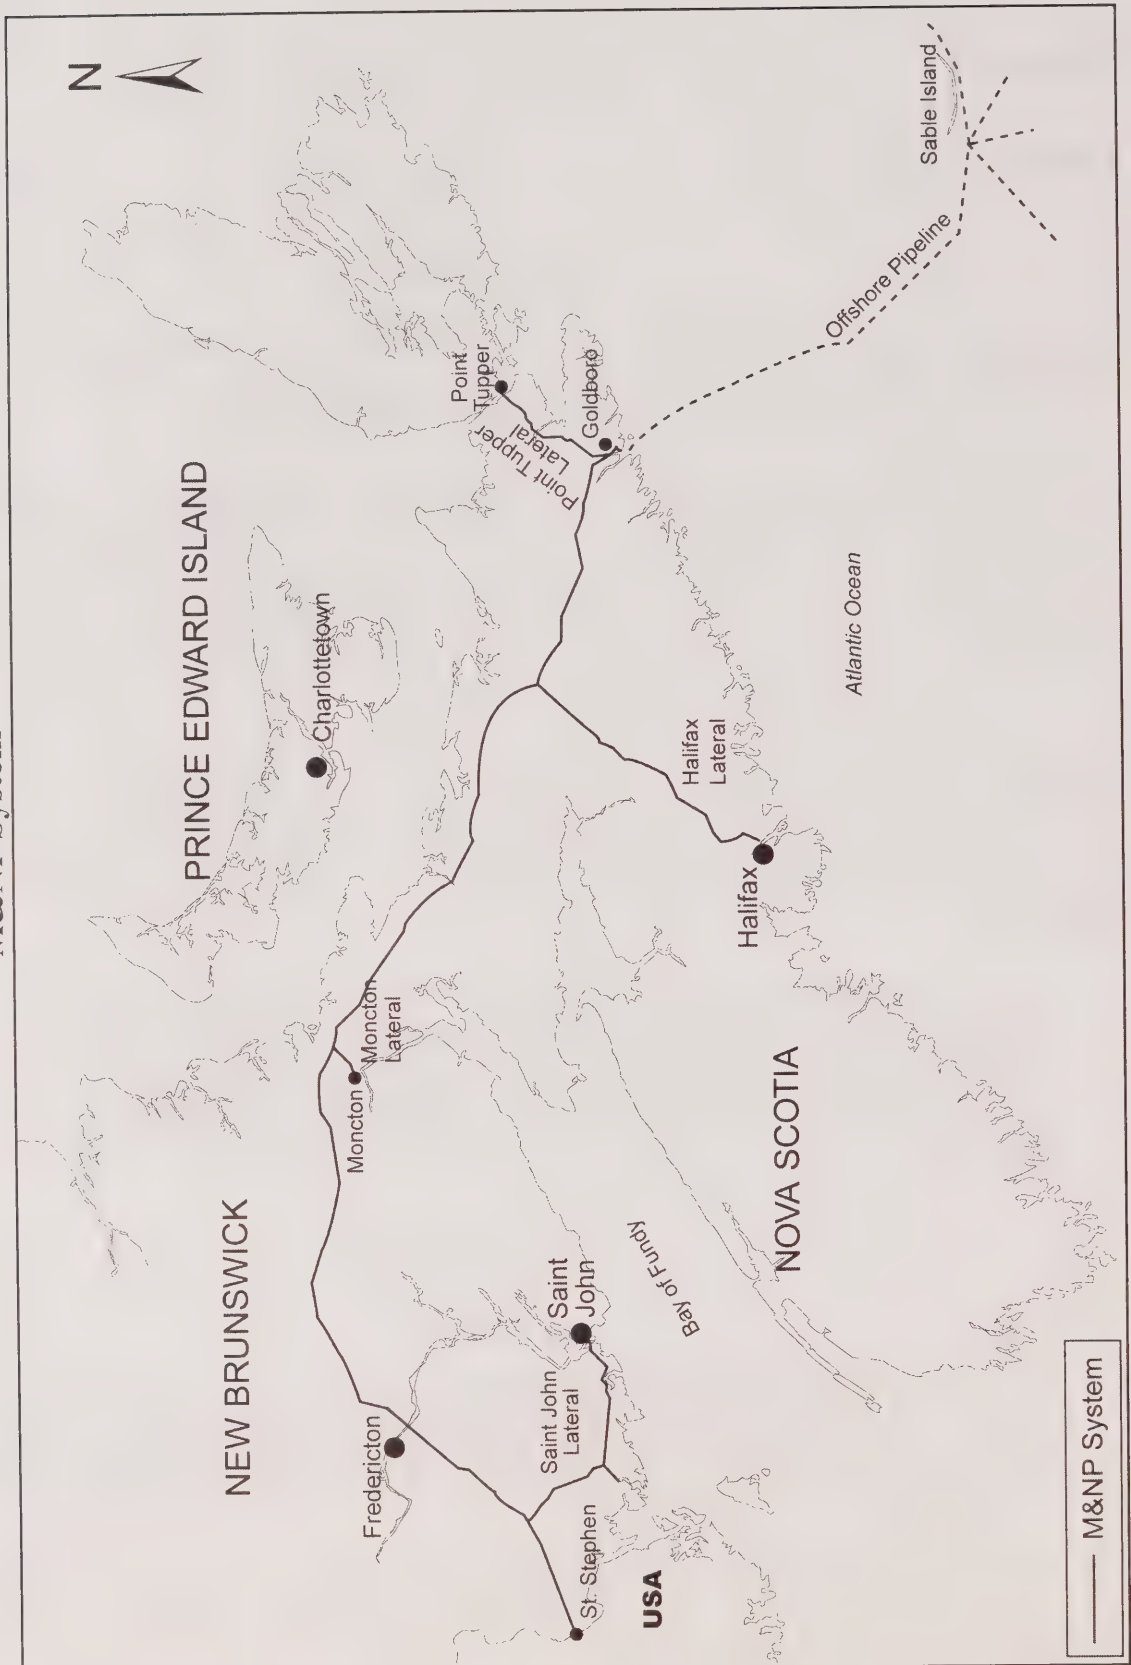 N
PRINCE EDWARD ISLAND
Charlottetown
NEW BRUNSWICK
Moncton
Moncton
Lateral
Fredericton
Point
Tupper
Point Tupper
Lateral
Goldboro
Saint
John
Saint John
Lateral
St. Stephen
USA
Bay of Fundy
Halifax
Lateral
Halifax
NOVA SCOTIA
Atlantic Ocean
Offshore Pipeline
Sable Island
M&NP System